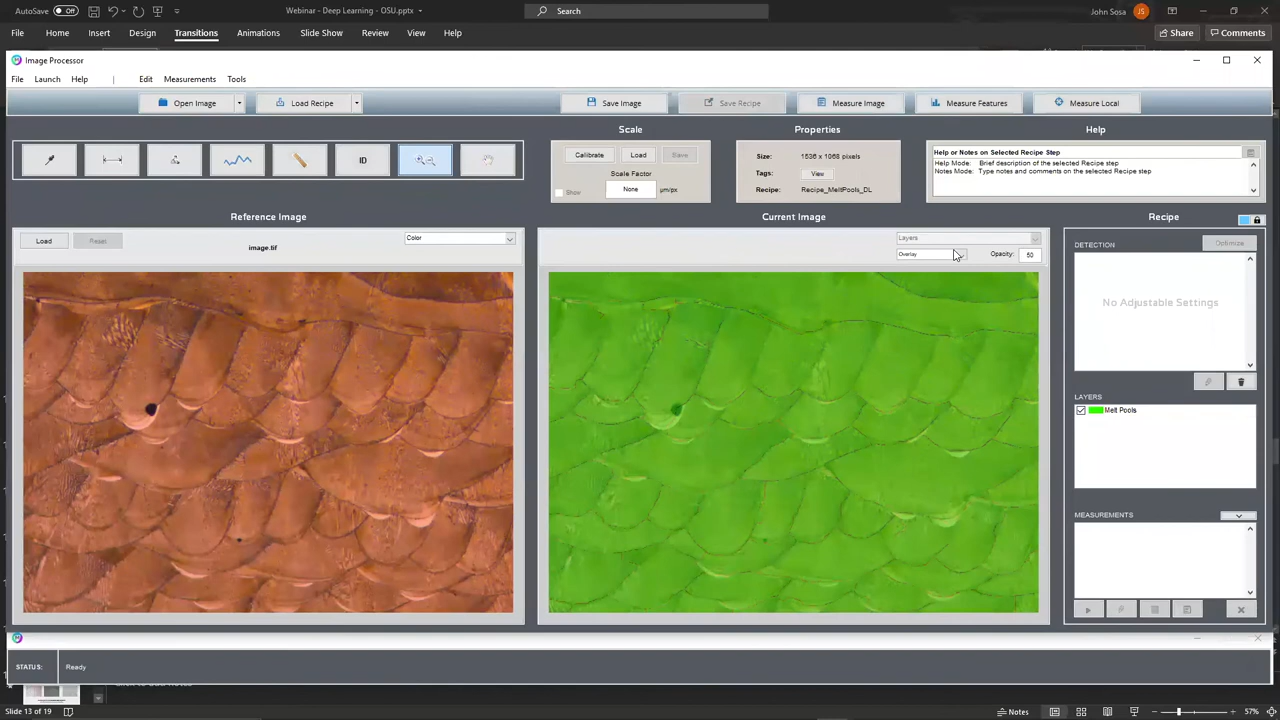 AutoSave Off Webinar - Deep Learning - OSU.pptx Search John Sosa JS
File Home Insert Design Transitions Animations Slide Show Review View Help Share Comments
Image Processor
File Launch Help | Edit Measurements Tools
Open Image Load Recipe Save Image Save Recipe Measure Image Measure Features Measure Local
Scale Properties Help
ID
Calibrate Load Save
Scale Factor
Show None µm/px
Size: 1536 x 1068 pixels
Tags: View
Recipe: Recipe_MeltPools_DL
Help or Notes on Selected Recipe Step
Help Mode: Brief description of the selected Recipe step
Notes Mode: Type notes and comments on the selected Recipe step
Reference Image Current Image Recipe
Load Reset image.tif Color
Layers
Overlay Opacity: 50
DETECTION Optimize
No Adjustable Settings
LAYERS
Melt Pools
MEASUREMENTS
STATUS: Ready
Slide 13 of 19 Notes 57%